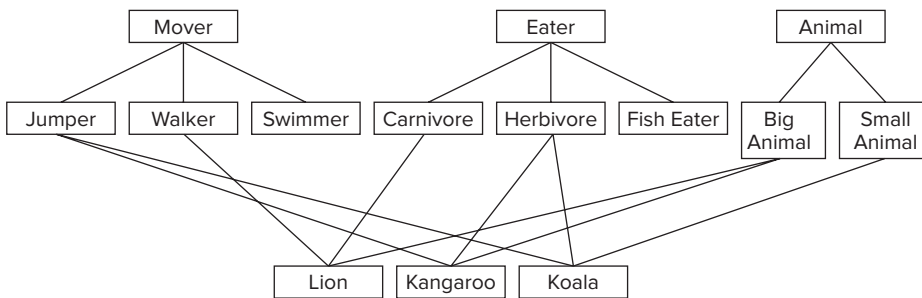 Mover
Eater
Animal
Jumper
Walker
Swimmer
Carnivore
Herbivore
Fish Eater
Big
Animal
Small
Animal
Lion
Kangaroo
Koala